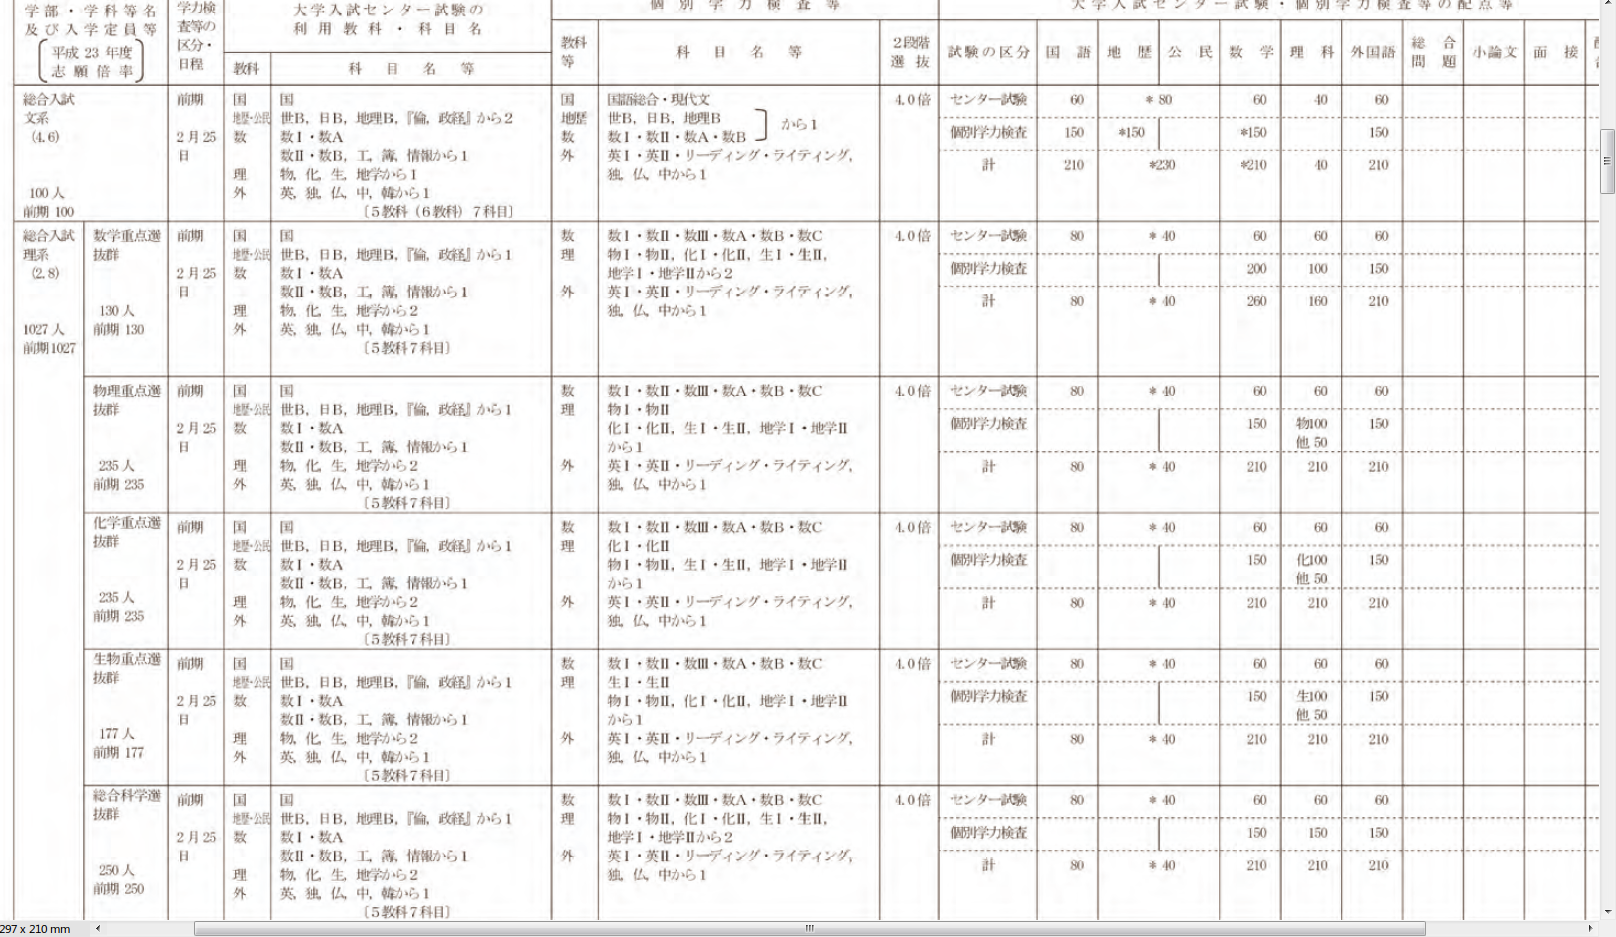 学部・学科等名
及び入学定員等
平成 23 年度
志願倍率
学力検
査等の
区分・
日程
大学入試センター試験の
利用教科・科目名
教科 科目名等
個別学力検査等
教科
等
科目名等
2段階
選抜
大学入試センター試験・個別学力検査等の配点等
試験の区分 国語 地歴 公民 数学 理科 外国語 総合問題 小論文 面接
総合入試
文系
(4.6)
100人
前期 100
前期
2月25
日
国 国
地歴・公民 世B, 日B, 地理B,『倫, 政経』から2
数 数Ⅰ・数A
数Ⅱ・数B, 工, 簿, 情報から1
理 物, 化, 生, 地学から1
外 英, 独, 仏, 中, 韓から1
〔5教科(6教科)7科目〕
国 国語総合・現代文
地歴 世B, 日B, 地理B
数 数Ⅰ・数Ⅱ・数A・数B
から1
外 英Ⅰ・英Ⅱ・リーディング・ライティング,
独, 仏, 中から1
4.0倍
センター試験 60 *80 60 40 60
個別学力検査 150 *150 *150 150
計 210 *230 *210 40 210
総合入試
理系
(2.8)
1027人
前期1027
数学重点選
抜群
130人
前期 130
前期
2月25
日
国 国
地歴・公民 世B, 日B, 地理B,『倫, 政経』から1
数 数Ⅰ・数A
数Ⅱ・数B, 工, 簿, 情報から1
理 物, 化, 生, 地学から2
外 英, 独, 仏, 中, 韓から1
〔5教科7科目〕
数 数Ⅰ・数Ⅱ・数Ⅲ・数A・数B・数C
理 物Ⅰ・物Ⅱ, 化Ⅰ・化Ⅱ, 生Ⅰ・生Ⅱ,
地学Ⅰ・地学Ⅱから2
外 英Ⅰ・英Ⅱ・リーディング・ライティング,
独, 仏, 中から1
4.0倍
センター試験 80 * 40 60 60 60
個別学力検査 200 100 150
計 80 * 40 260 160 210
物理重点選
抜群
235人
前期 235
前期
2月25
日
国 国
地歴・公民 世B, 日B, 地理B,『倫, 政経』から1
数 数Ⅰ・数A
数Ⅱ・数B, 工, 簿, 情報から1
理 物, 化, 生, 地学から2
外 英, 独, 仏, 中, 韓から1
〔5教科7科目〕
数 数Ⅰ・数Ⅱ・数Ⅲ・数A・数B・数C
理 物Ⅰ・物Ⅱ
化Ⅰ・化Ⅱ, 生Ⅰ・生Ⅱ, 地学Ⅰ・地学Ⅱ
から1
外 英Ⅰ・英Ⅱ・リーディング・ライティング,
独, 仏, 中から1
4.0倍
センター試験 80 * 40 60 60 60
個別学力検査 150 物100 150
他 50
計 80 * 40 210 210 210
化学重点選
抜群
235人
前期 235
前期
2月25
日
国 国
地歴・公民 世B, 日B, 地理B,『倫, 政経』から1
数 数Ⅰ・数A
数Ⅱ・数B, 工, 簿, 情報から1
理 物, 化, 生, 地学から2
外 英, 独, 仏, 中, 韓から1
〔5教科7科目〕
数 数Ⅰ・数Ⅱ・数Ⅲ・数A・数B・数C
理 化Ⅰ・化Ⅱ
物Ⅰ・物Ⅱ, 生Ⅰ・生Ⅱ, 地学Ⅰ・地学Ⅱ
から1
外 英Ⅰ・英Ⅱ・リーディング・ライティング,
独, 仏, 中から1
4.0倍
センター試験 80 * 40 60 60 60
個別学力検査 150 化100 150
他 50
計 80 * 40 210 210 210
生物重点選
抜群
177人
前期 177
前期
2月25
日
国 国
地歴・公民 世B, 日B, 地理B,『倫, 政経』から1
数 数Ⅰ・数A
数Ⅱ・数B, 工, 簿, 情報から1
理 物, 化, 生, 地学から2
外 英, 独, 仏, 中, 韓から1
〔5教科7科目〕
数 数Ⅰ・数Ⅱ・数Ⅲ・数A・数B・数C
理 生Ⅰ・生Ⅱ
物Ⅰ・物Ⅱ, 化Ⅰ・化Ⅱ, 地学Ⅰ・地学Ⅱ
から1
外 英Ⅰ・英Ⅱ・リーディング・ライティング,
独, 仏, 中から1
4.0倍
センター試験 80 * 40 60 60 60
個別学力検査 150 生100 150
他 50
計 80 * 40 210 210 210
総合科学選
抜群
250人
前期 250
前期
2月25
日
国 国
地歴・公民 世B, 日B, 地理B,『倫, 政経』から1
数 数Ⅰ・数A
数Ⅱ・数B, 工, 簿, 情報から1
理 物, 化, 生, 地学から2
外 英, 独, 仏, 中, 韓から1
〔5教科7科目〕
数 数Ⅰ・数Ⅱ・数Ⅲ・数A・数B・数C
理 物Ⅰ・物Ⅱ, 化Ⅰ・化Ⅱ, 生Ⅰ・生Ⅱ,
地学Ⅰ・地学Ⅱから2
外 英Ⅰ・英Ⅱ・リーディング・ライティング,
独, 仏, 中から1
4.0倍
センター試験 80 * 40 60 60 60
個別学力検査 150 150 150
計 80 * 40 210 210 210
297 x 210 mm